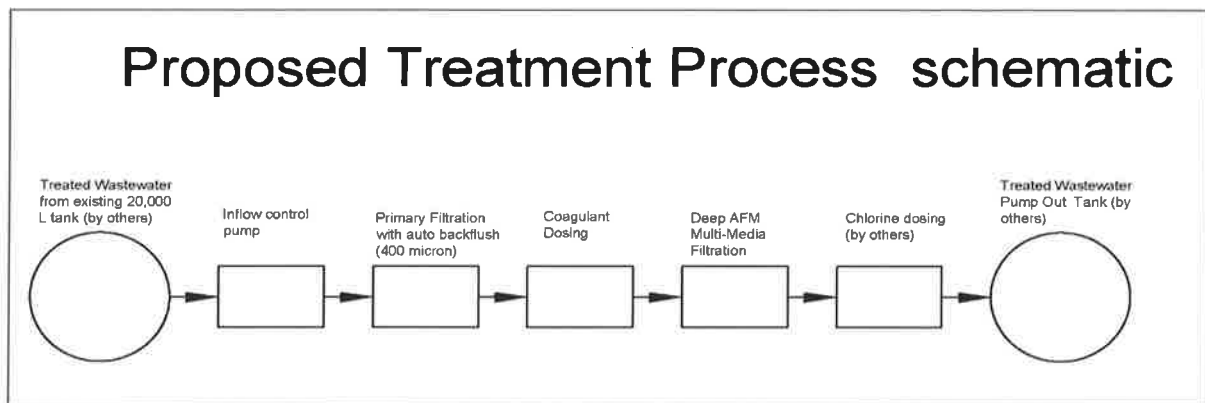 Proposed Treatment Process schematic
Treated Wastewater
from existing 20,000
L tank (by others)
Inflow control
pump
Primary Filtration
with auto backflush
(400 micron)
Coagulant
Dosing
Deep AFM
Multi-Media
Filtration
Chlorine dosing
(by others)
Treated Wastewater
Pump Out Tank (by
others)